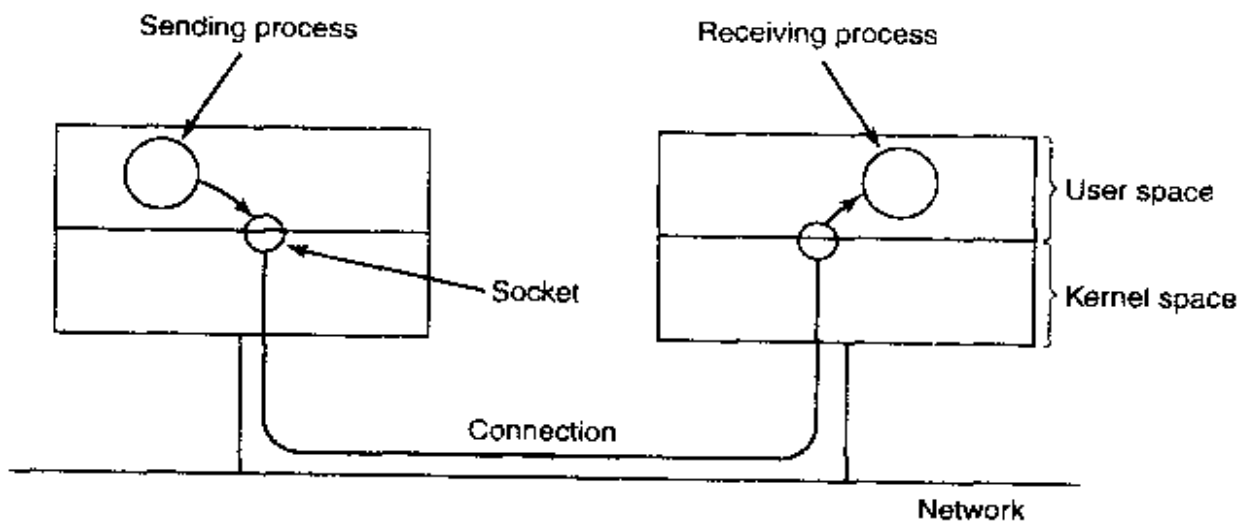 Sending process
Receiving process
User space
Socket
Kernel space
Connection
Network